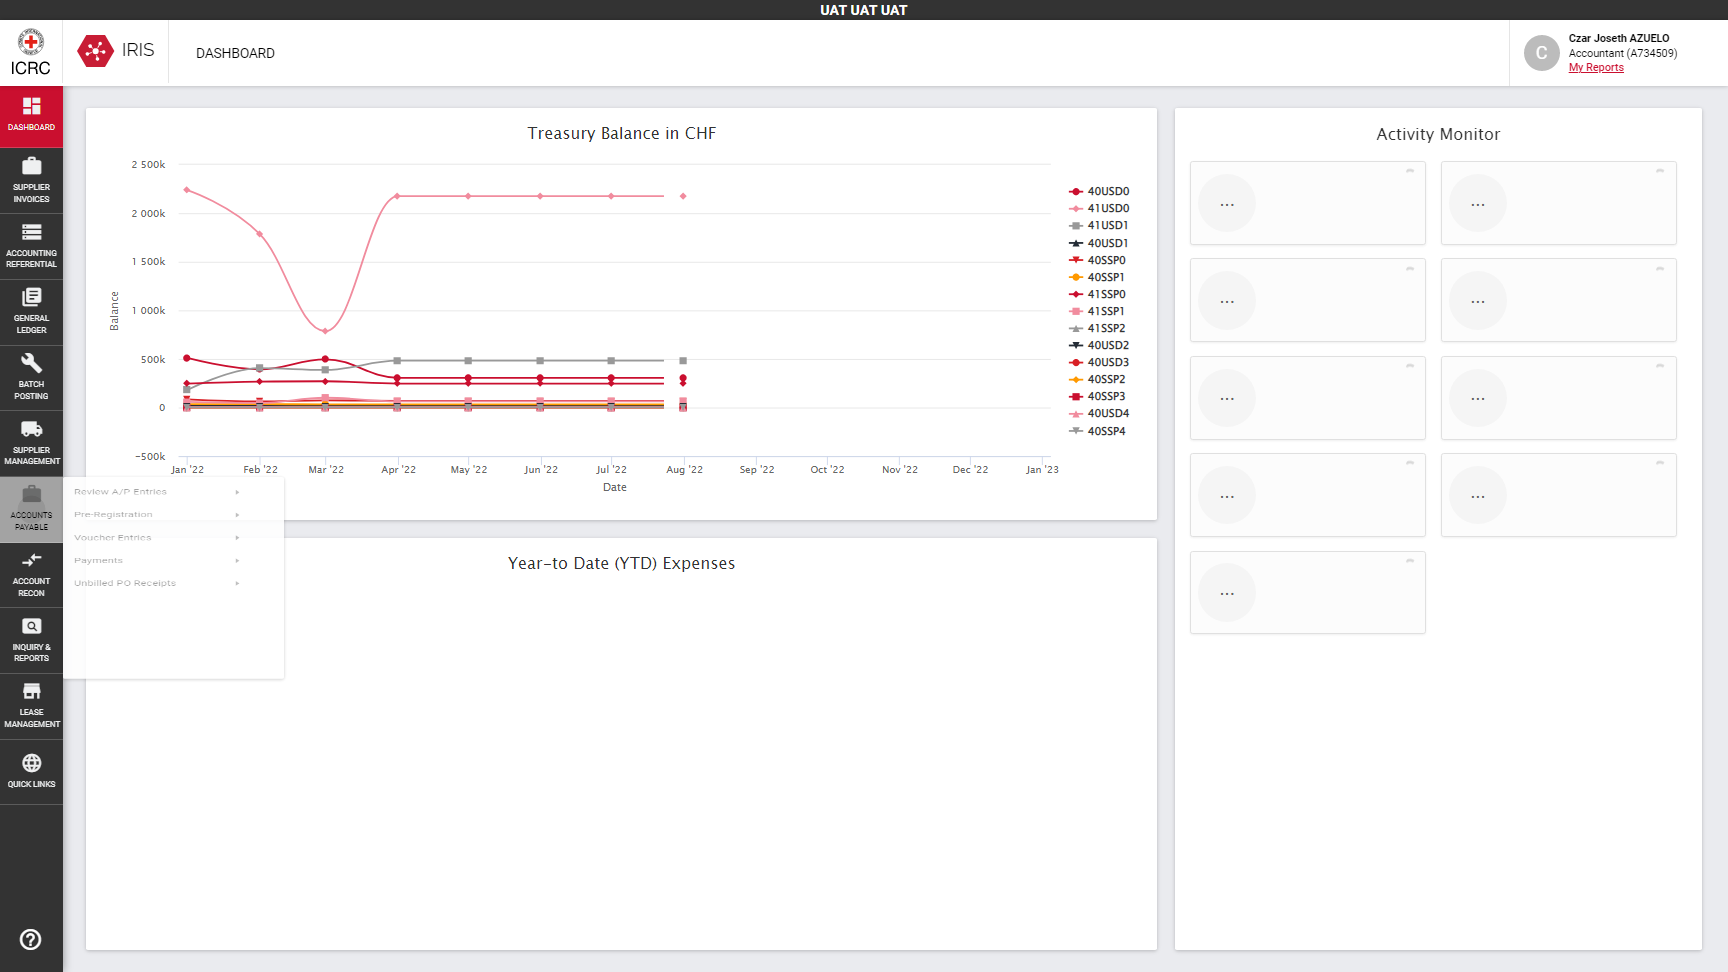 UAT UAT UAT
ICRC
IRIS
DASHBOARD
C
Czar Joseth AZUELO
Accountant (A734509)
My Reports
DASHBOARD
SUPPLIER
INVOICES
ACCOUNTING
REFERENTIAL
GENERAL
LEDGER
BATCH
POSTING
SUPPLIER
MANAGEMENT
ACCOUNTS
PAYABLE
ACCOUNT
RECON
INQUIRY &
REPORTS
LEASE
MANAGEMENT
QUICK LINKS
Review A/P Entries
Pre-Registration
Voucher Entries
Payments
Unbilled PO Receipts
Treasury Balance in CHF
Balance
2 500k
2 000k
1 500k
1 000k
500k
0
−500k
Jan '22 Feb '22 Mar '22 Apr '22 May '22 Jun '22 Jul '22 Aug '22 Sep '22 Oct '22 Nov '22 Dec '22 Jan '23
Date
40USD0
41USD0
41USD1
40USD1
40SSP0
40SSP1
41SSP0
41SSP1
41SSP2
40USD2
40USD3
40SSP2
40SSP3
40USD4
40SSP4
Year-to Date (YTD) Expenses
Activity Monitor
... ...
... ...
... ...
... ...
...